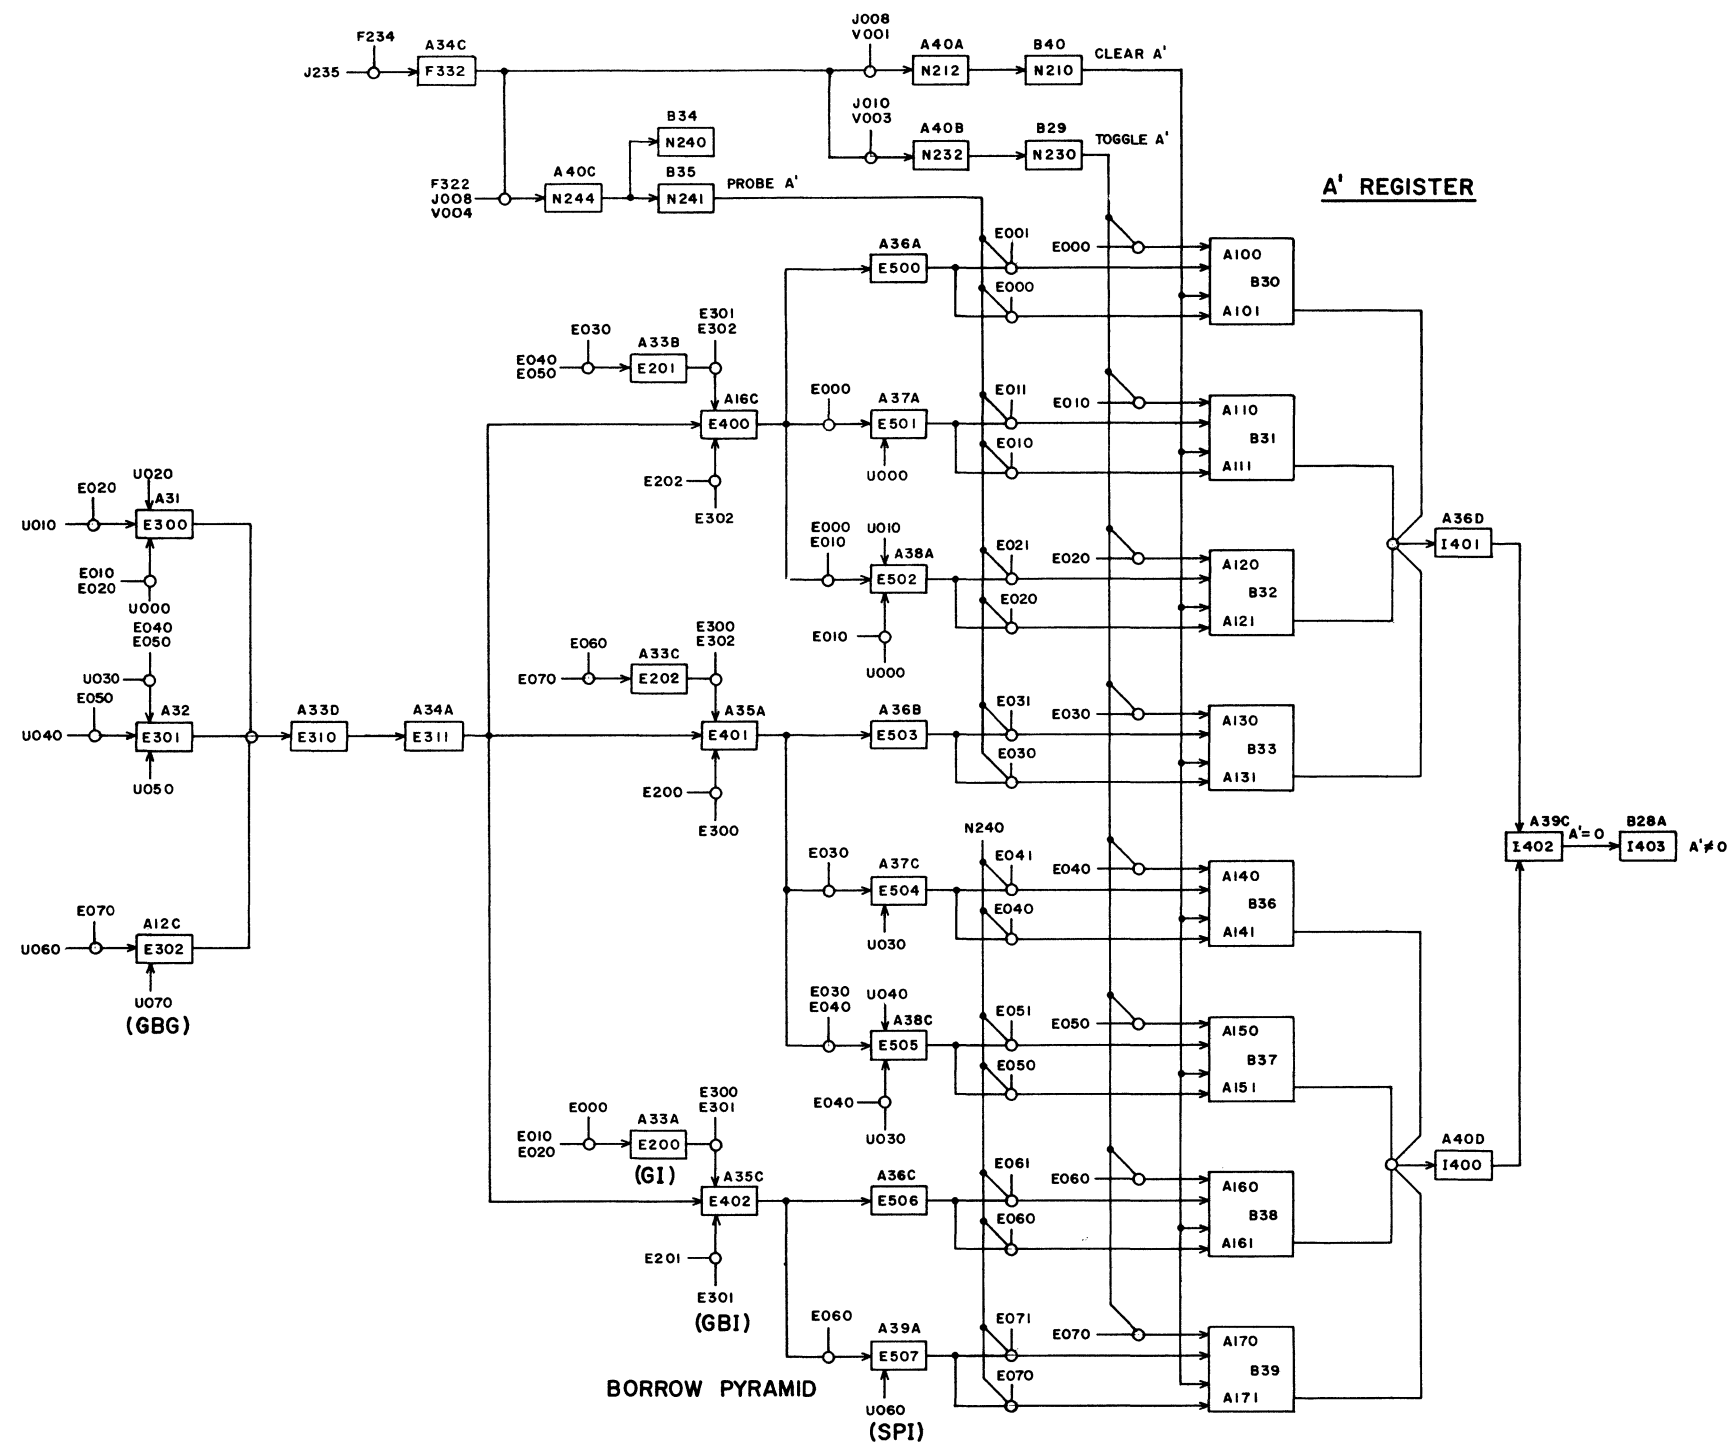 J008
V001
F234
A34C
A40A
B40
CLEAR A'
J235
F332
N212
N210
J010
V003
B34
A40B
B29
TOGGLE A'
N240
N232
N230
A40C
B35
PROBE A'
F322
J008
V004
N244
N241
A' REGISTER
E001
A36A
E000
A100
E500
B30
E000
A101
E301
E302
E030
A33B
E040
E050
E201
A16C
E000
A37A
E011
E010
A110
E400
E501
B31
E010
A111
E202
U000
E302
U020
E020
A31
U010
E300
E010
E020
U000
E000
E010
U010
A38A
E021
E020
A120
E502
B32
E020
A121
E010
U000
A36D
I401
E040
E050
U030
E050
A32
U040
E301
U050
A33D
E310
A34A
E311
E300
E302
E060
A33C
E070
E202
A35A
E401
E200
E300
A36B
E503
E031
E030
A130
B33
E030
A131
N240
A39C
A'=0
B28A
I402
I403
A'≠0
E030
A37C
E041
E040
A140
E504
B36
E040
A141
U030
E070
A12C
U060
E302
U070
(GBG)
E030
E040
U040
A38C
E051
E050
A150
E505
B37
E050
A151
E040
U030
E300
E301
E000
A33A
E010
E020
E200
(GI)
A35C
E402
E201
E301
(GBI)
A36C
E506
E061
E060
A160
B38
E060
A161
A40D
I400
E060
A39A
E071
E070
A170
E507
B39
E070
A171
U060
(SPI)
BORROW PYRAMID